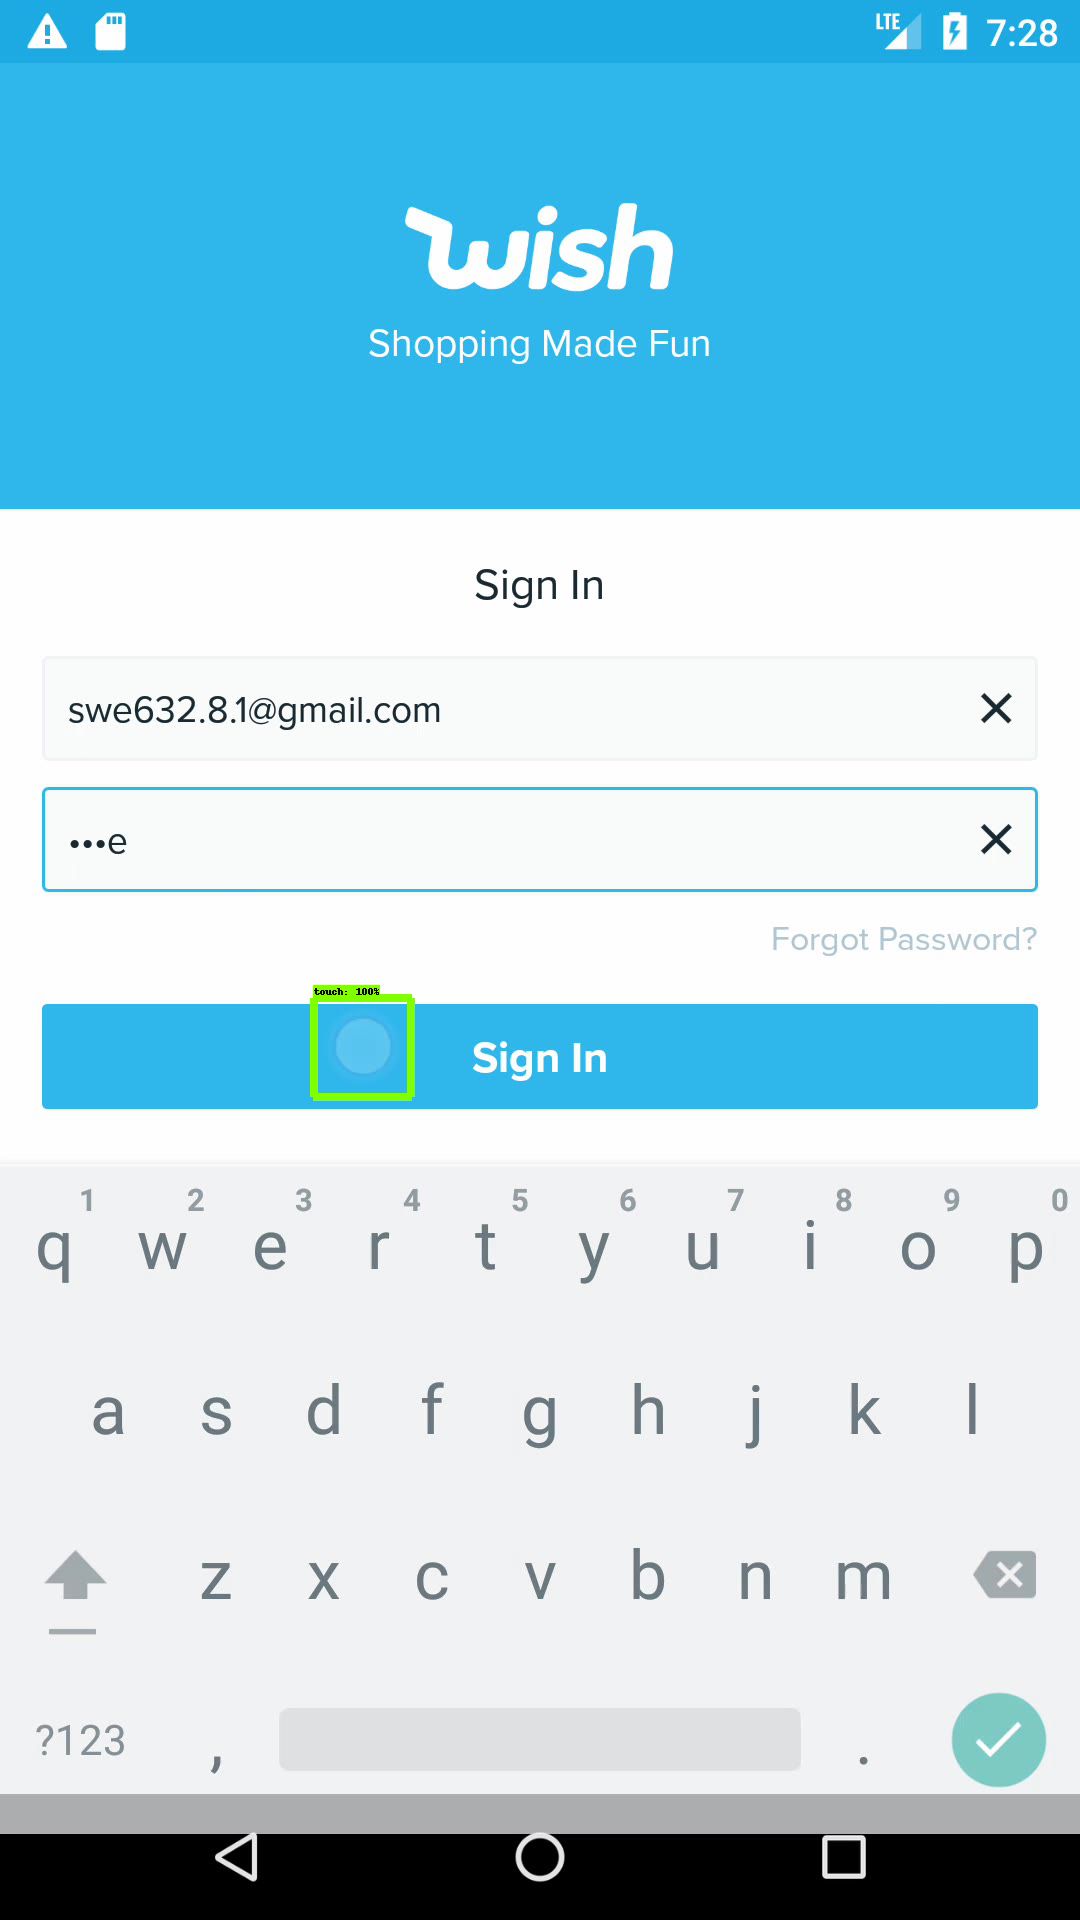 LTE 7:28
wish
Shopping Made Fun
Sign In
swe632.8.1@gmail.com
•••e
Forgot Password?
touch: 100%
Sign In
1 2 3 4 5 6 7 8 9 0
q w e r t y u i o p
a s d f g h j k l
z x c v b n m
?123 , .